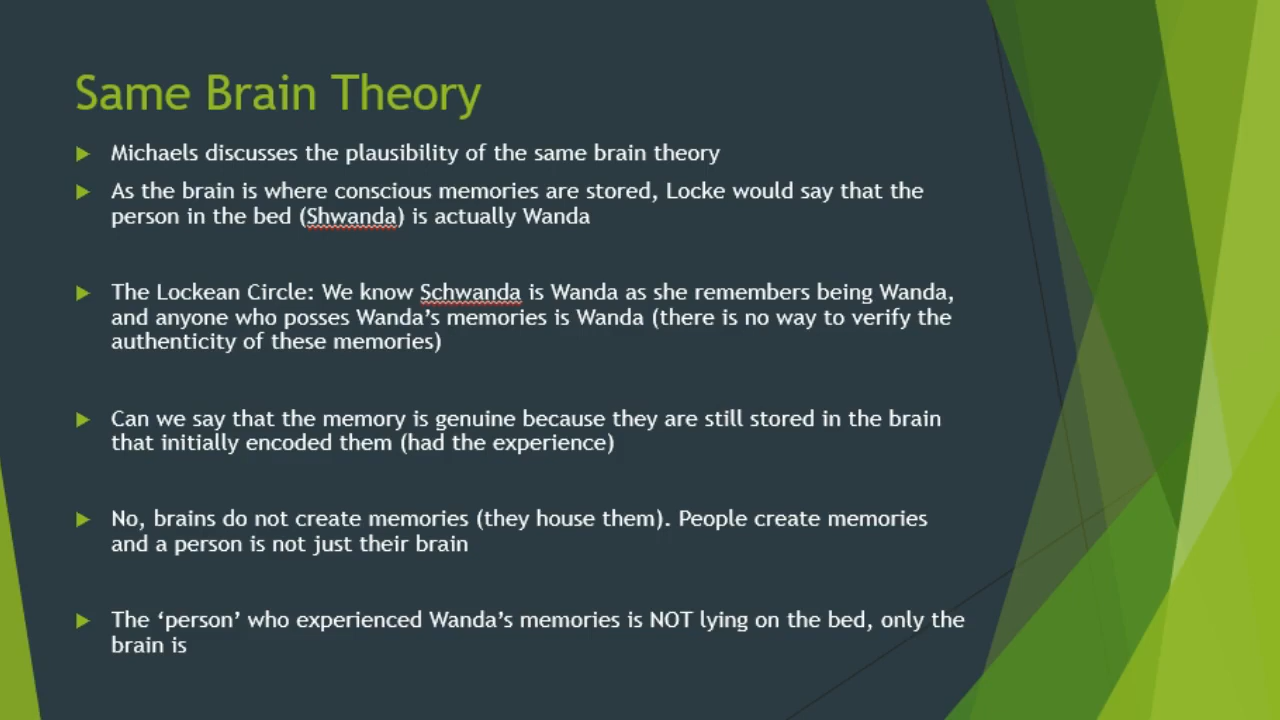 Same Brain Theory
Michaels discusses the plausibility of the same brain theory
As the brain is where conscious memories are stored, Locke would say that the
person in the bed (Shwanda) is actually Wanda
The Lockean Circle: We know Schwanda is Wanda as she remembers being Wanda,
and anyone who posses Wanda’s memories is Wanda (there is no way to verify the
authenticity of these memories)
Can we say that the memory is genuine because they are still stored in the brain
that initially encoded them (had the experience)
No, brains do not create memories (they house them). People create memories
and a person is not just their brain
The ‘person’ who experienced Wanda’s memories is NOT lying on the bed, only the
brain is